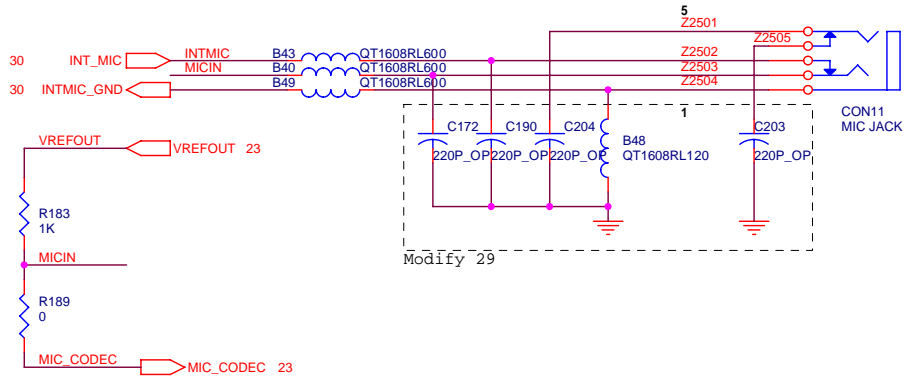 5
Z2501
Z2505
30 INT_MIC INTMIC B43 QT1608RL600 Z2502
MICIN B40 QT1608RL600 Z2503
30 INTMIC_GND B49 QT1608RL600 Z2504
1
CON11
MIC JACK
C172 C190 C204 C203
B48
QT1608RL120
220P_OP 220P_OP 220P_OP 220P_OP
VREFOUT
VREFOUT 23
R183
1K
MICIN
Modify 29
R189
0
MIC_CODEC
MIC_CODEC 23